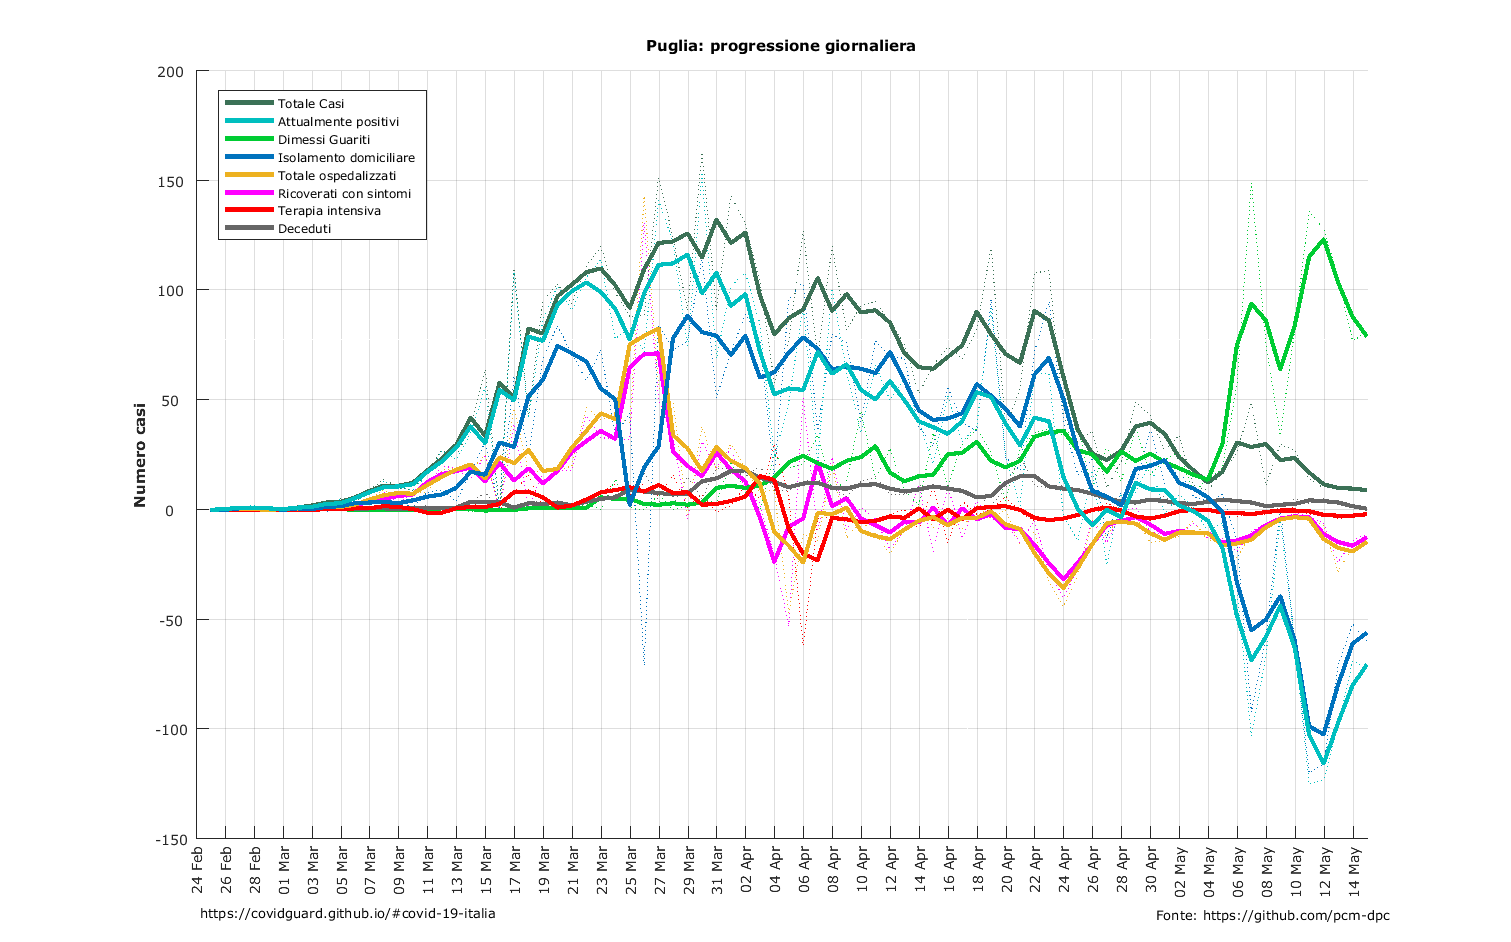 Puglia: progressione giornaliera
Numero casi
200
150
100
50
0
-50
-100
-150
Totale Casi
Attualmente positivi
Dimessi Guariti
Isolamento domiciliare
Totale ospedalizzati
Ricoverati con sintomi
Terapia intensiva
Deceduti
24 Feb
26 Feb
28 Feb
01 Mar
03 Mar
05 Mar
07 Mar
09 Mar
11 Mar
13 Mar
15 Mar
17 Mar
19 Mar
21 Mar
23 Mar
25 Mar
27 Mar
29 Mar
31 Mar
02 Apr
04 Apr
06 Apr
08 Apr
10 Apr
12 Apr
14 Apr
16 Apr
18 Apr
20 Apr
22 Apr
24 Apr
26 Apr
28 Apr
30 Apr
02 May
04 May
06 May
08 May
10 May
12 May
14 May
https://covidguard.github.io/#covid-19-italia
Fonte: https://github.com/pcm-dpc